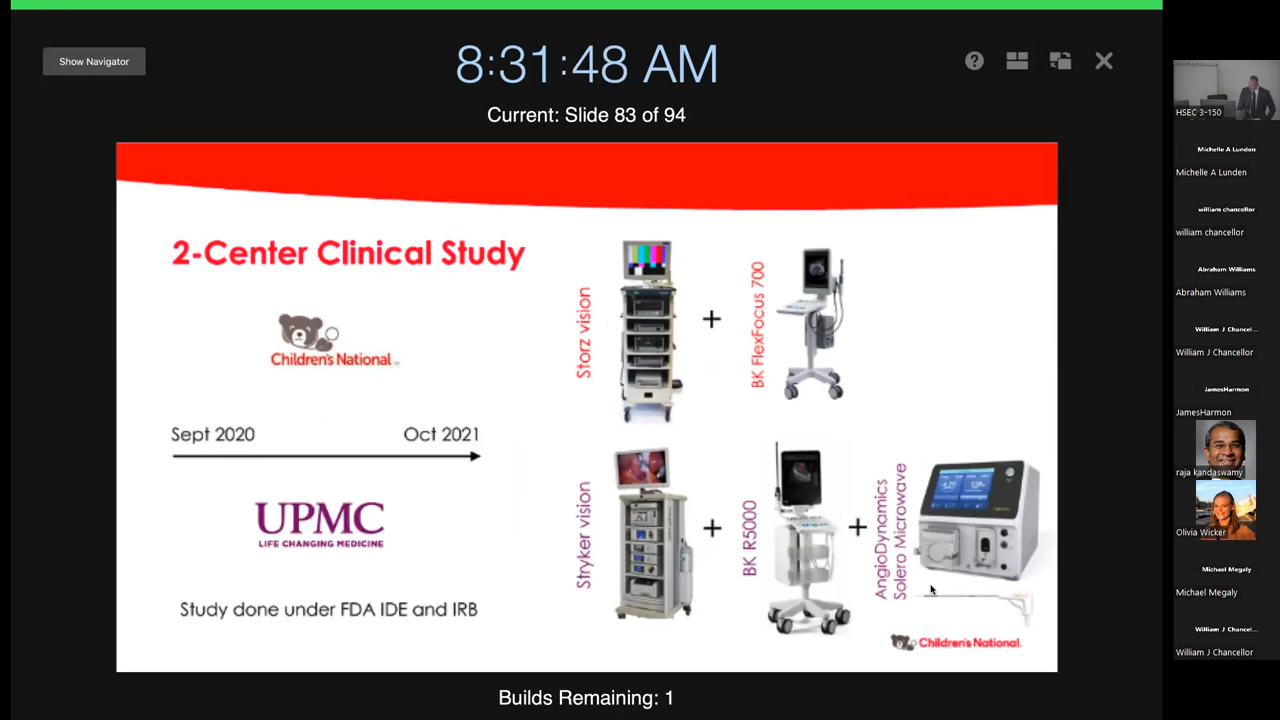 Show Navigator
8:31:48 AM
Current: Slide 83 of 94
2-Center Clinical Study
Children's National
Sept 2020
Oct 2021
UPMC
LIFE CHANGING MEDICINE
Study done under FDA IDE and IRB
Storz vision
+
BK FlexFocus 700
Stryker vision
+
BK R5000
+
AngioDynamics
Solero Microwave
Children's National.
Builds Remaining: 1
HSEC 3-150
Michelle A Lunden
Michelle A Lunden
william chancellor
william chancellor
Abraham Williams
Abraham Williams
William J Chancel...
William J Chancellor
JamesHarmon
JamesHarmon
raja kandaswamy
Olivia Wicker
Michael Megaly
Michael Megaly
William J Chancel...
William J Chancellor